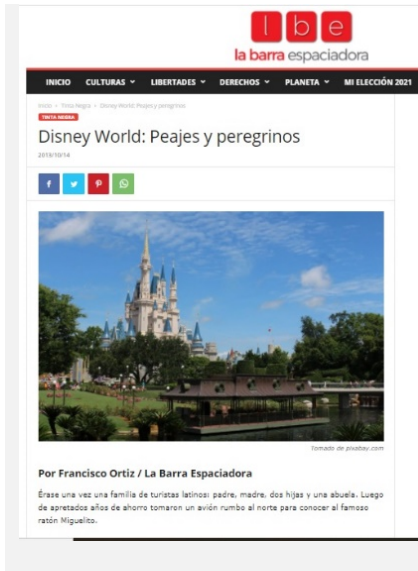 lbe
la barra espaciadora
INICIO CULTURAS LIBERTADES DERECHOS PLANETA MI ELECCIÓN 2021
Inicio > Tinta Negra > Disney World: Peajes y peregrinos
TINTA NEGRA
Disney World: Peajes y peregrinos
2019/10/14
Tomado de pixabay.com
Por Francisco Ortiz / La Barra Espaciadora
Érase una vez una familia de turistas latinos: padre, madre, dos hijas y una abuela. Luego
de apretados años de ahorro tomaron un avión rumbo al norte para conocer al famoso
ratón Miguelito.